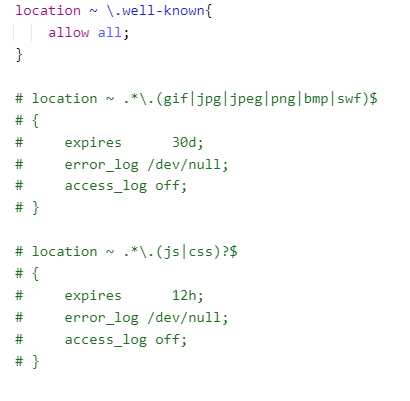 location ~ \.well-known{
    allow all;
}

# location ~ .*\.(gif|jpg|jpeg|png|bmp|swf)$
# {
#     expires      30d;
#     error_log /dev/null;
#     access_log off;
# }

# location ~ .*\.(js|css)?$
# {
#     expires      12h;
#     error_log /dev/null;
#     access_log off;
# }